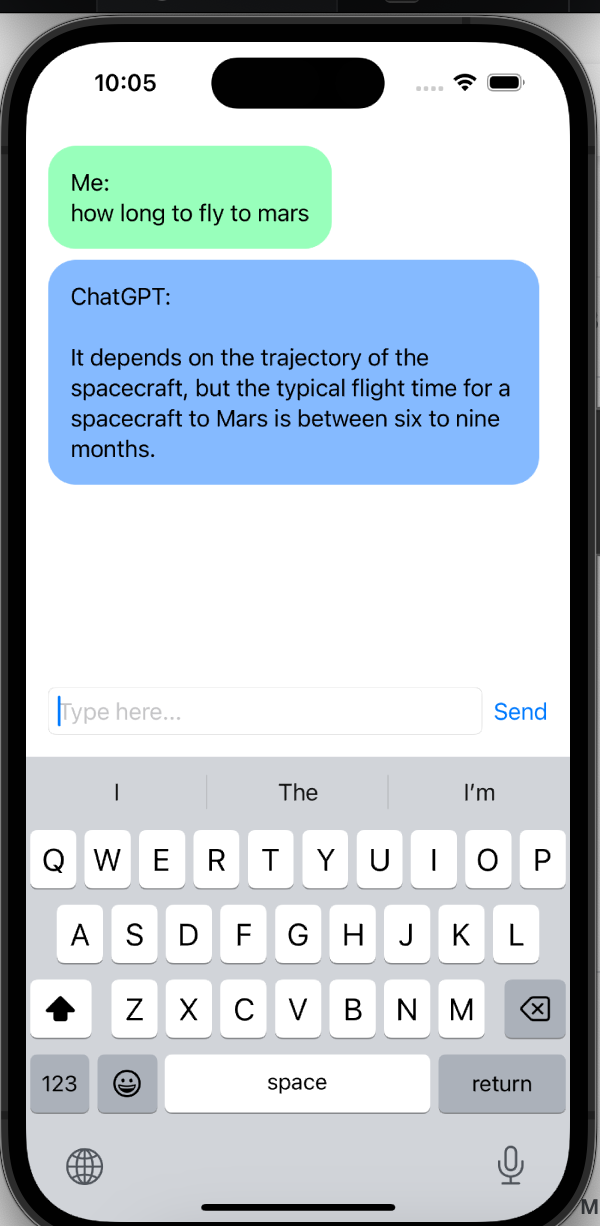 10:05
Me:
how long to fly to mars
ChatGPT:
It depends on the trajectory of the
spacecraft, but the typical flight time for a
spacecraft to Mars is between six to nine
months.
Type here...
Send
I
The
I'm
Q W E R T Y U I O P
A S D F G H J K L
Z X C V B N M
123
space
return
M